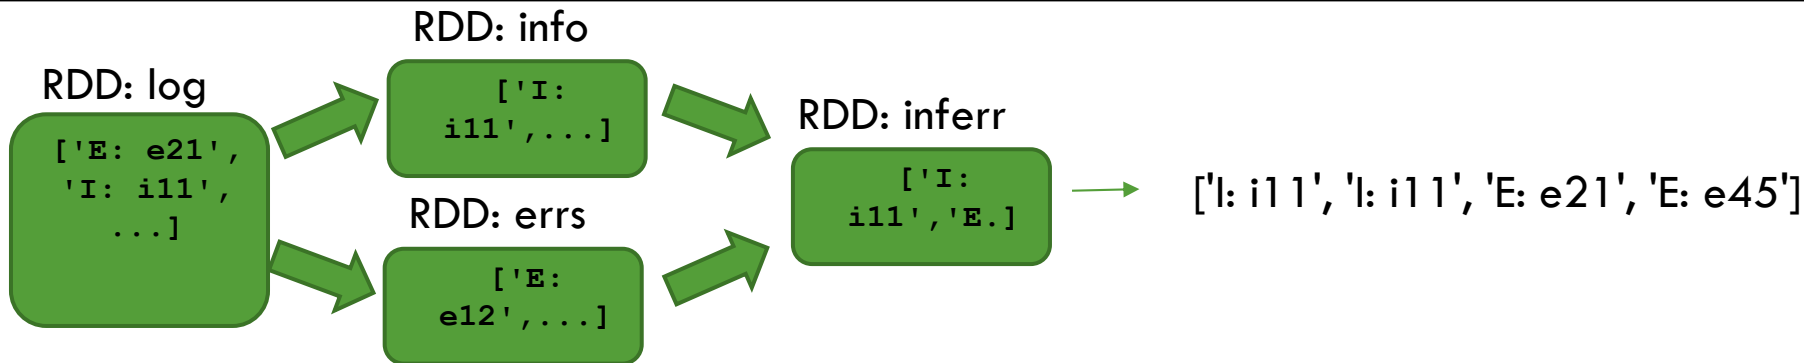 RDD: log
['E: e21',
'I: i11',
...]
RDD: info
['I:
i11',...]
RDD: errs
['E:
e12',...]
RDD: inferr
['I:
i11','E.]
['I: i11', 'I: i11', 'E: e21', 'E: e45']